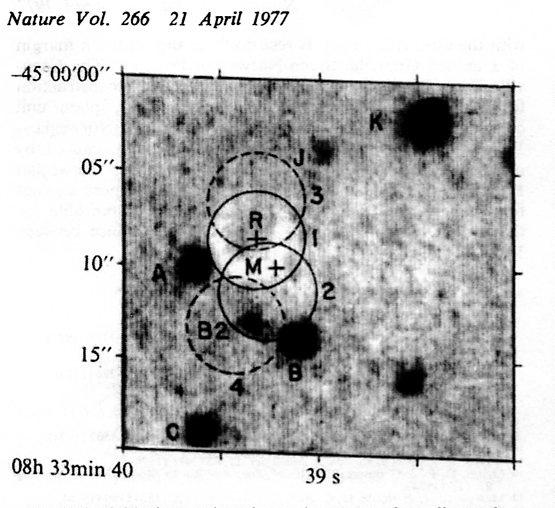 Nature Vol. 266 21 April 1977
–45 00'00''
K
J
05''
3
R
1
10''
A
M
2
B2
15''
B
4
C
08h 33min 40
39 s